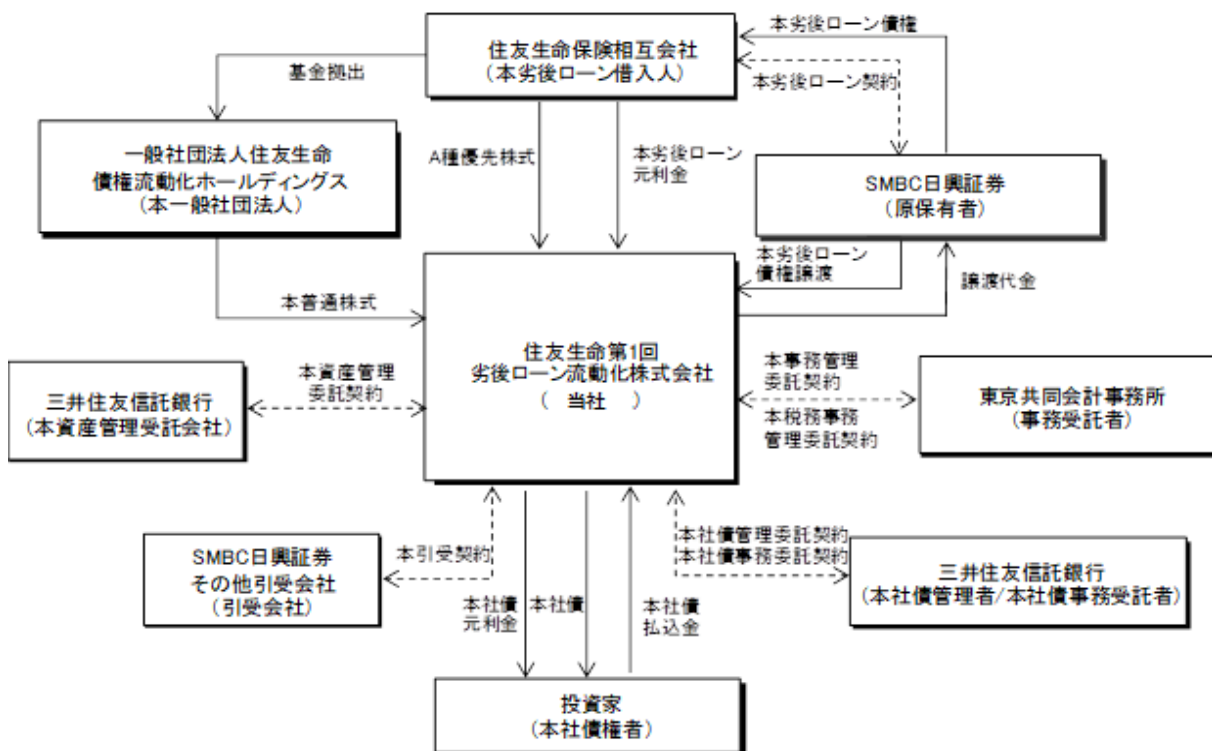 住友生命保険相互会社
(本劣後ローン借入人)
本劣後ローン債権
本劣後ローン契約
基金拠出
一般社団法人住友生命
債権流動化ホールディングス
(本一般社団法人)
A種優先株式
本劣後ローン
元利金
SMBC日興証券
(原保有者)
本劣後ローン
債権譲渡
譲渡代金
本普通株式
住友生命第1回
劣後ローン流動化株式会社
( 当社 )
本資産管理
委託契約
三井住友信託銀行
(本資産管理受託会社)
本事務管理
委託契約
本税務事務
管理委託契約
東京共同会計事務所
(事務受託者)
SMBC日興証券
その他引受会社
(引受会社)
本引受契約
本社債
元利金
本社債
本社債
払込金
本社債管理委託契約
本社債事務委託契約
三井住友信託銀行
(本社債管理者/本社債事務受託者)
投資家
(本社債権者)